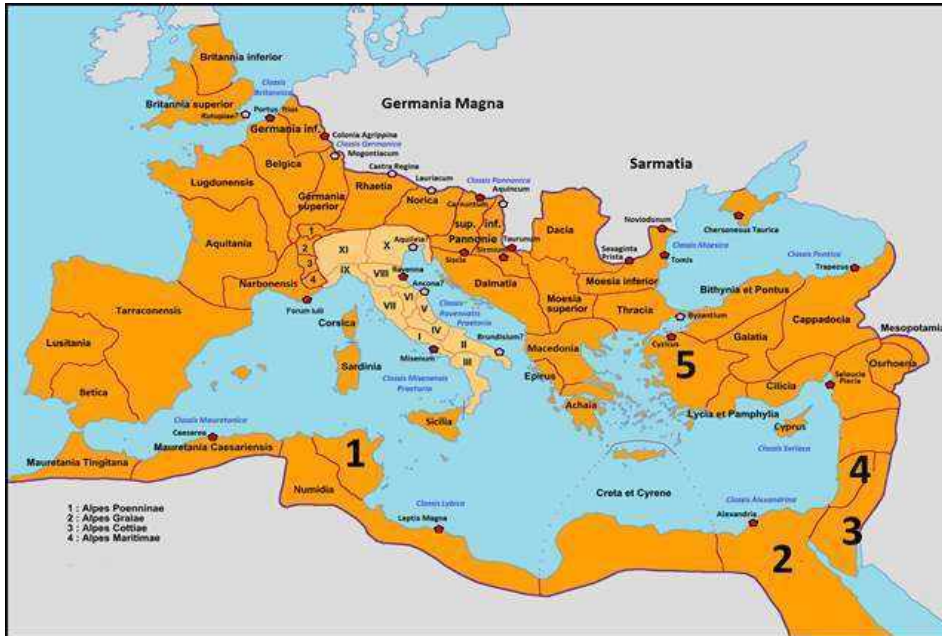 Britannia inferior
Classis
Britannica
Britannia superior
Rutupiae?
Portus Itius
Germania Magna
Germania inf.
Colonia Agrippina
Classis Germanica
Mogontiacum
Belgica
Castra Regina
Lauriacum
Sarmatia
Lugdunensis
Germania
superior
Rhaetia
Norica
Classis Pannonica
Aquincum
Carnuntum
sup.
inf.
Pannonie
Dacia
Noviodunum
Chersonesus Taurica
Aquitania
1
2
3
4
XI
X
Aquileia?
Siscia
Sirmium
Taurunum
Sexaginta
Prista
Classis Moesica
Tomis
Classis Pontica
Trapezus
Narbonensis
IX
VIII
Ravenna
Ancona?
Dalmatia
Moesia inferior
Moesia
superior
Bithynia et Pontus
Tarraconensis
Forum Iulii
VII
VI
V
Classis
Ravennatis
Praetoria
Thracia
Byzantium
Cappadocia
Mesopotamia
Corsica
IV
I
II
III
Brundisium?
Misenum
Macedonia
Cyzicus
Galatia
Osrhoena
Lusitania
Sardinia
Epirus
5
Seleucia
Pieria
Cilicia
Betica
Classis Misenensis
Praetoria
Achaia
Lycia et Pamphylia
Sicilia
Cyprus
Classis Mauretanica
Caesarea
Mauretania Caesariensis
Mauretania Tingitana
1
Classis Syriaca
4
Numidia
Creta et Cyrene
Classis Lybica
Leptis Magna
Classis Alexandrina
Alexandria
3
2
1 : Alpes Poenninae
2 : Alpes Graiae
3 : Alpes Cottiae
4 : Alpes Maritimae